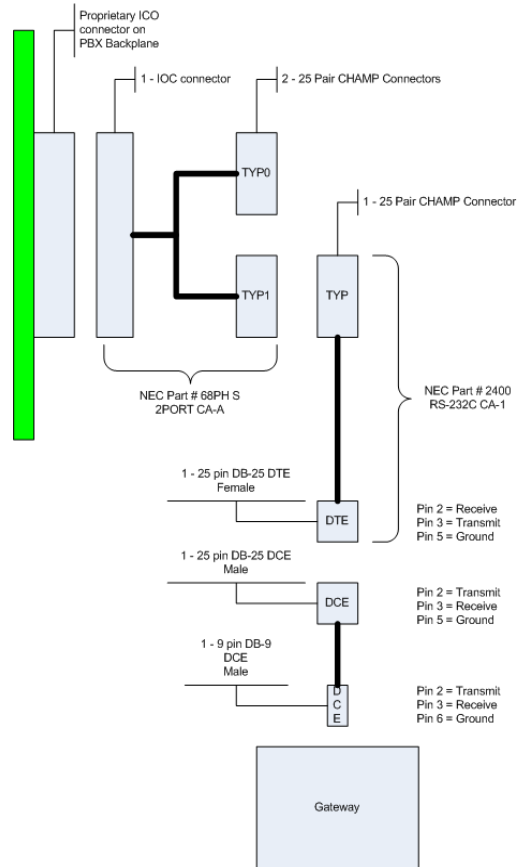 Proprietary ICO
connector on
PBX Backplane
1 - IOC connector
2 - 25 Pair CHAMP Connectors
TYP0
1 - 25 Pair CHAMP Connector
TYP1
TYP
NEC Part # 68PH S
2PORT CA-A
NEC Part # 2400
RS-232C CA-1
1 - 25 pin DB-25 DTE
Female
DTE
Pin 2 = Receive
Pin 3 = Transmit
Pin 5 = Ground
1 - 25 pin DB-25 DCE
Male
DCE
Pin 2 = Transmit
Pin 3 = Receive
Pin 5 = Ground
1 - 9 pin DB-9
DCE
Male
D
C
E
Pin 2 = Transmit
Pin 3 = Receive
Pin 6 = Ground
Gateway